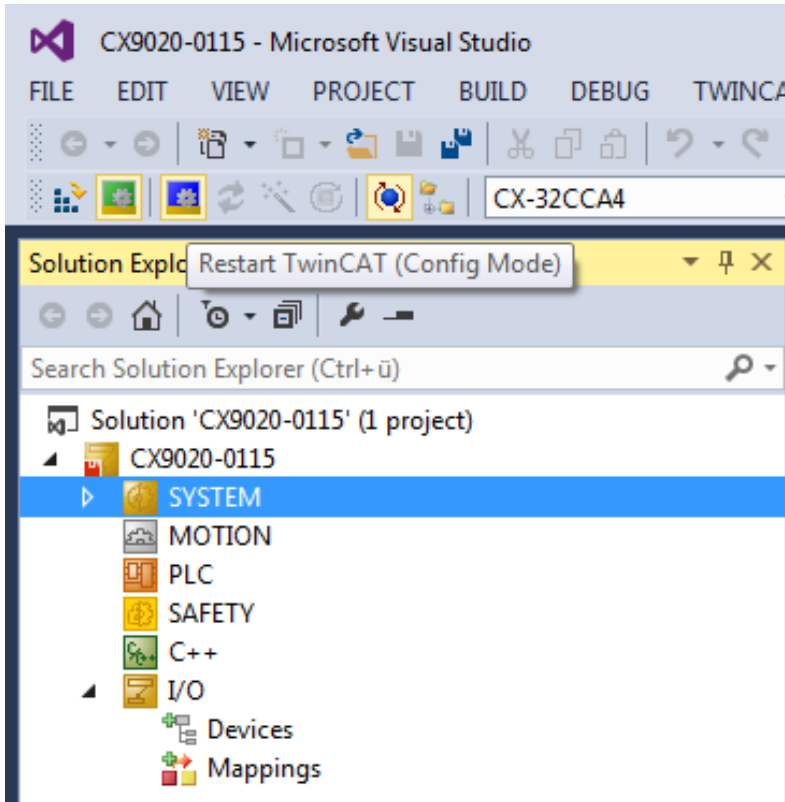 CX9020-0115 - Microsoft Visual Studio
FILE EDIT VIEW PROJECT BUILD DEBUG TWINCA
CX-32CCA4
Solution Explo
Restart TwinCAT (Config Mode)
Search Solution Explorer (Ctrl+ü)
Solution 'CX9020-0115' (1 project)
CX9020-0115
SYSTEM
MOTION
PLC
SAFETY
C++
I/O
Devices
Mappings